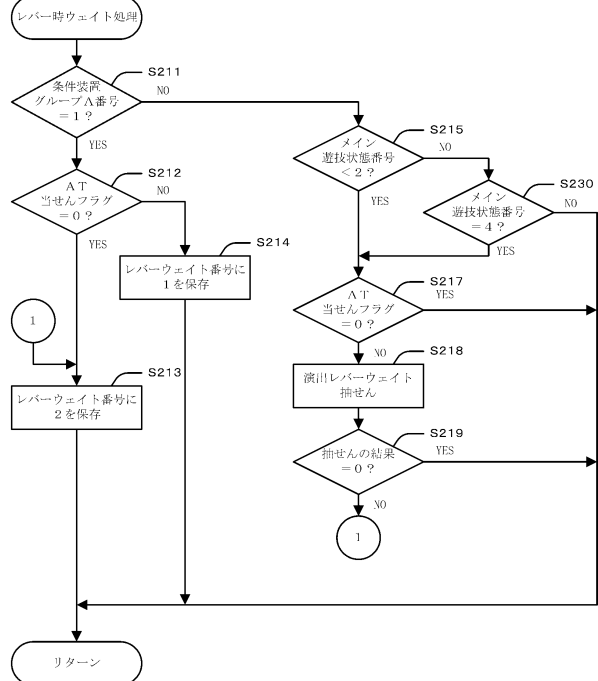 レバー時ウェイト処理
S211
条件装置
グループA番号
＝1？
NO
YES
S212
AT
当せんフラグ
＝0？
NO
YES
S214
レバーウェイト番号に
1を保存
1
S213
レバーウェイト番号に
2を保存
S215
メイン
遊技状態番号
＜2？
NO
YES
S230
メイン
遊技状態番号
＝4？
NO
YES
S217
AT
当せんフラグ
＝0？
YES
NO
S218
演出レバーウェイト
抽せん
S219
抽せんの結果
＝0？
YES
NO
1
リターン